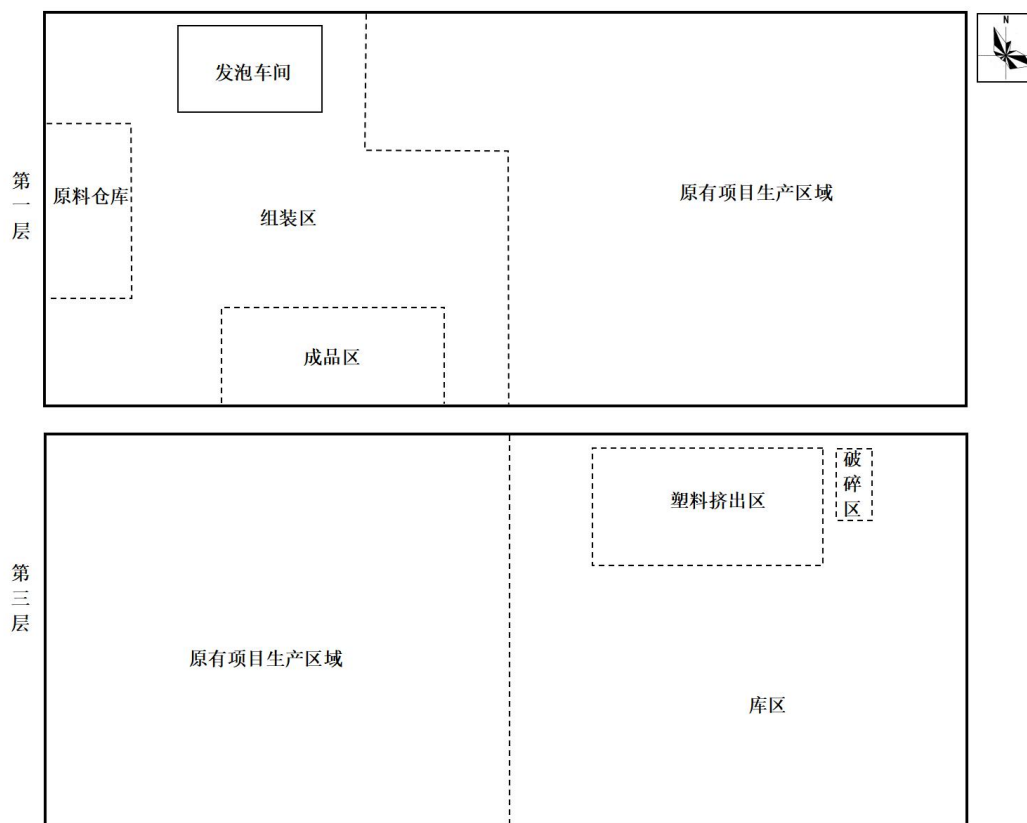 N
发泡车间
第一层
原料仓库
组装区
原有项目生产区域
成品区
第三层
塑料挤出区
破碎区
原有项目生产区域
库区